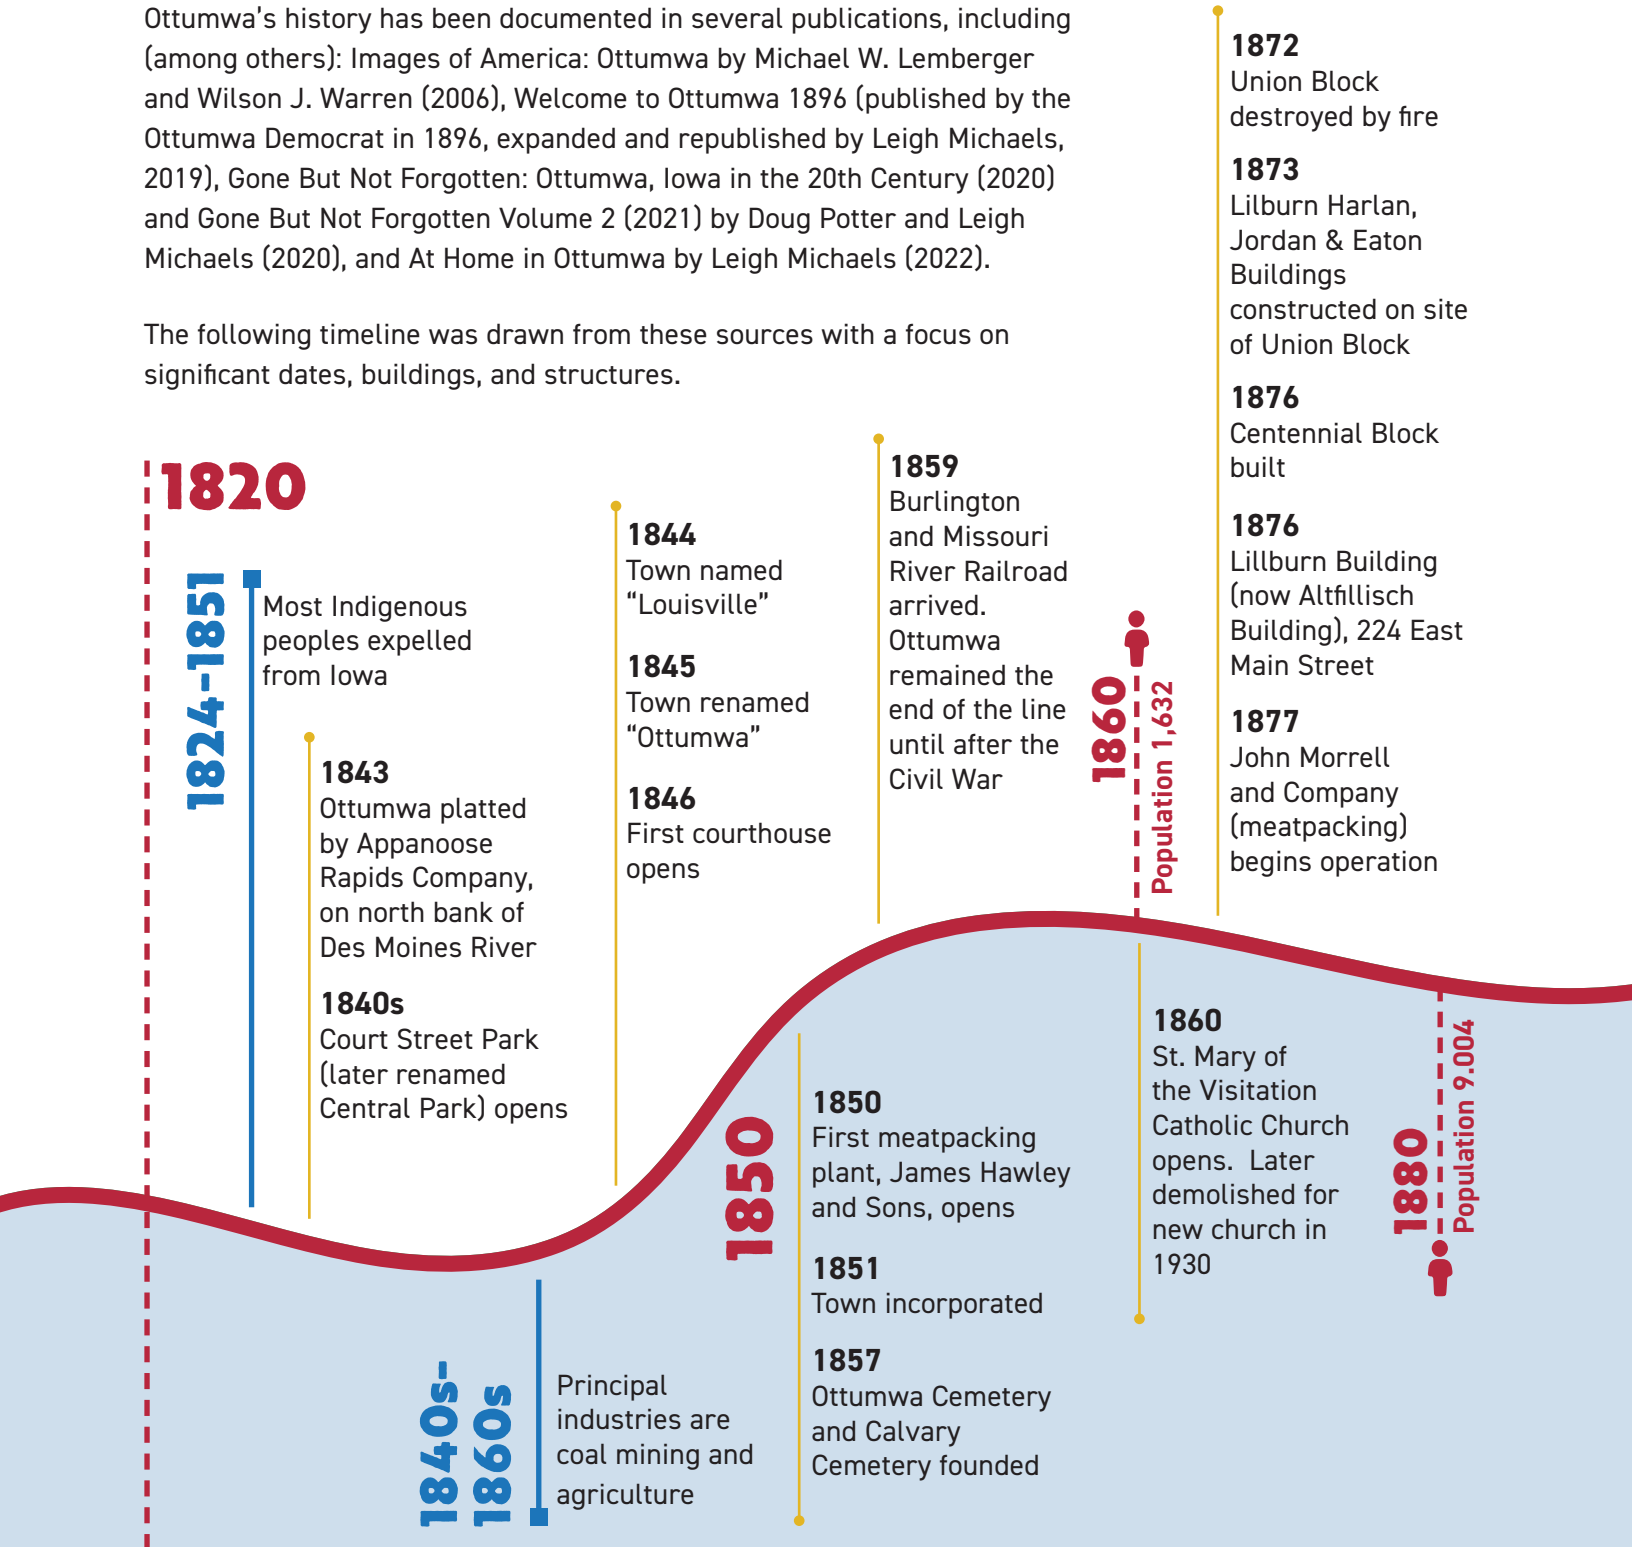 Ottumwa’s history has been documented in several publications, including
(among others): Images of America: Ottumwa by Michael W. Lemberger
and Wilson J. Warren (2006), Welcome to Ottumwa 1896 (published by the
Ottumwa Democrat in 1896, expanded and republished by Leigh Michaels,
2019), Gone But Not Forgotten: Ottumwa, Iowa in the 20th Century (2020)
and Gone But Not Forgotten Volume 2 (2021) by Doug Potter and Leigh
Michaels (2020), and At Home in Ottumwa by Leigh Michaels (2022).
The following timeline was drawn from these sources with a focus on
significant dates, buildings, and structures.
1820
1824-1851
Most Indigenous
peoples expelled
from Iowa
1843
Ottumwa platted
by Appanoose
Rapids Company,
on north bank of
Des Moines River
1840s
Court Street Park
(later renamed
Central Park) opens
1840s-
1860s
Principal
industries are
coal mining and
agriculture
1844
Town named
“Louisville”
1845
Town renamed
“Ottumwa”
1846
First courthouse
opens
1850
1850
First meatpacking
plant, James Hawley
and Sons, opens
1851
Town incorporated
1857
Ottumwa Cemetery
and Calvary
Cemetery founded
1859
Burlington
and Missouri
River Railroad
arrived.
Ottumwa
remained the
end of the line
until after the
Civil War
1860
Population 1,632
1860
St. Mary of
the Visitation
Catholic Church
opens.  Later
demolished for
new church in
1930
1872
Union Block
destroyed by fire
1873
Lilburn Harlan,
Jordan & Eaton
Buildings
constructed on site
of Union Block
1876
Centennial Block
built
1876
Lillburn Building
(now Altfillisch
Building), 224 East
Main Street
1877
John Morrell
and Company
(meatpacking)
begins operation
1880
Population 9.004